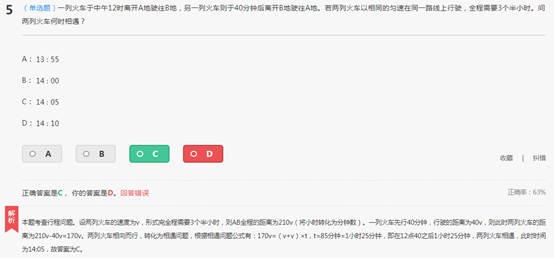 5 （单选题）一列火车于中午12时离开A地驶往B地，另一列火车则于40分钟后离开B地驶往A地。若两列火车以相同的匀速在同一路线上行驶，全程需要3个半小时。问
两列火车何时相遇？
A： 13 : 55
B： 14 : 00
C： 14 : 05
D： 14 : 10
A B C D
收藏 | 纠错
正确答案是C， 你的答案是D。回答错误 正确率：63%
解析
本题考查行程问题。设两列火车的速度为v，形式完全程需要3个半小时，则AB全程的距离为210v（将小时转化为分钟数）。一列火车先行40分钟，行驶的距离为40v，则此时两列火车的距
离为210v-40v=170v。两列火车相向而行，转化为相遇问题，根据相遇问题公式有：170v=（v+v）×t，t=85分钟=1小时25分钟，即在12点40之后1小时25分钟，两列火车相遇，此时时间
为14:05，故答案为C。